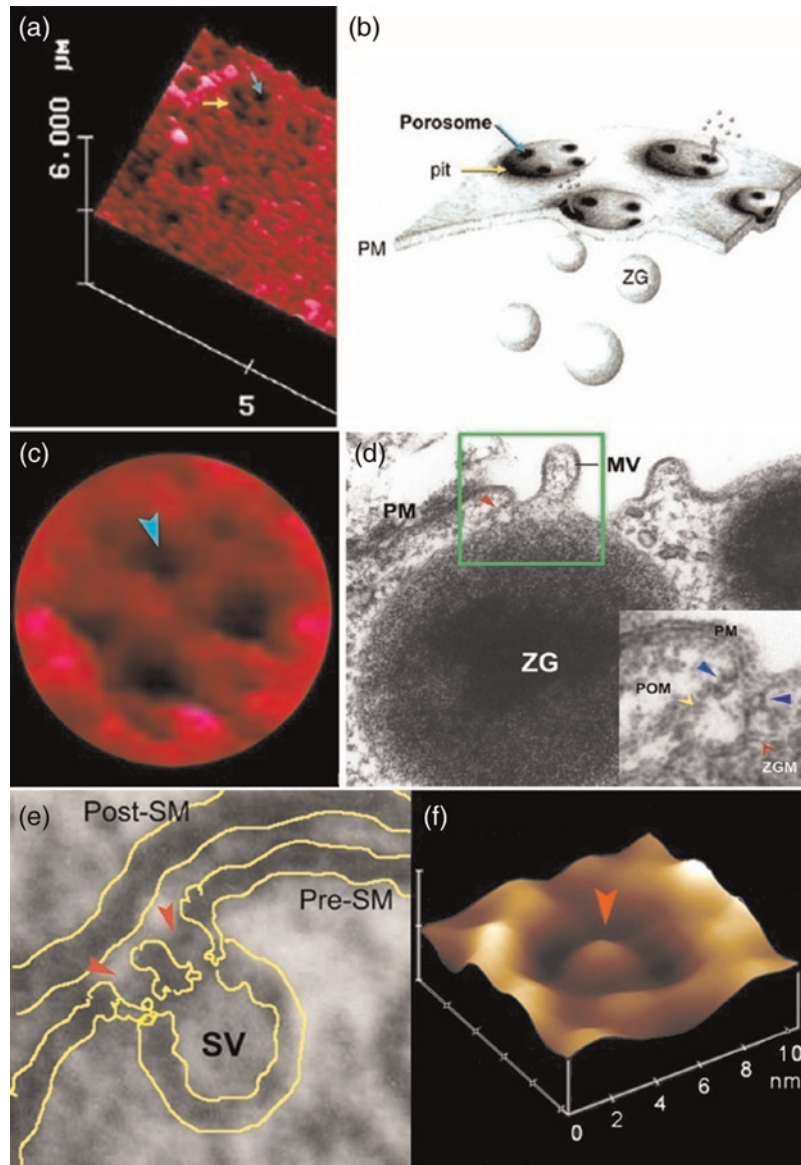 (a)
6.000 µM
5
(b)
Porosome
pit
PM
ZG
(c)
(d)
MV
PM
ZG
PM
POM
ZGM
(e)
Post-SM
Pre-SM
SV
(f)
0 2 4 6 8 10
nm